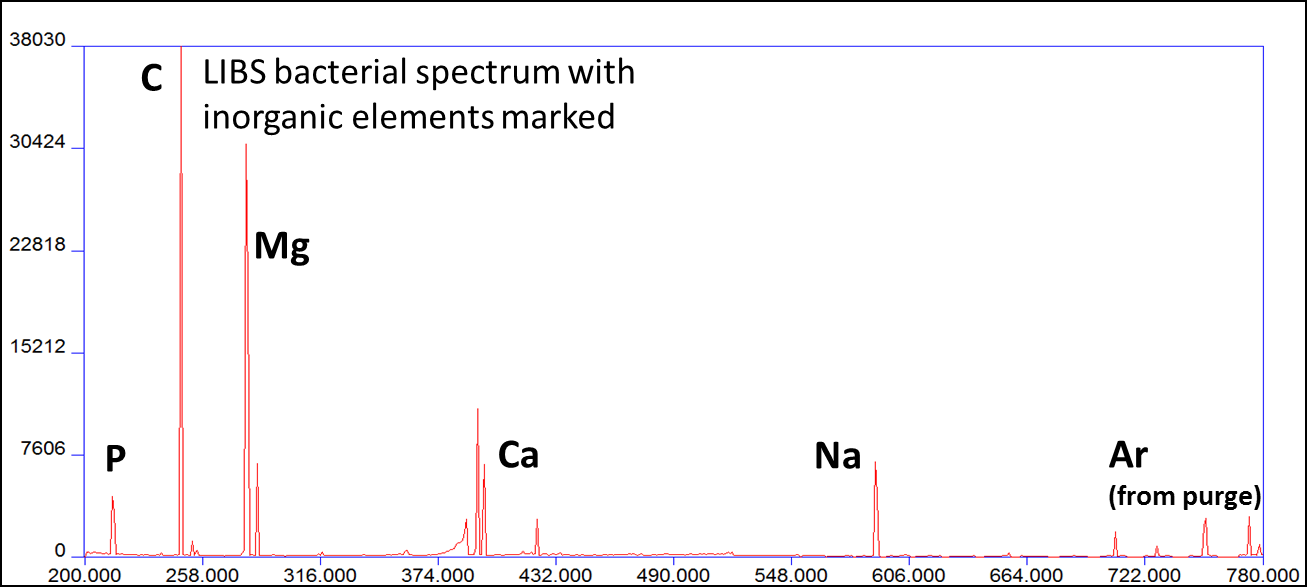 38030
C
LIBS bacterial spectrum with
inorganic elements marked
30424
22818
Mg
15212
7606
P
Ca
Na
Ar
(from purge)
0
200.000 258.000 316.000 374.000 432.000 490.000 548.000 606.000 664.000 722.000 780.000